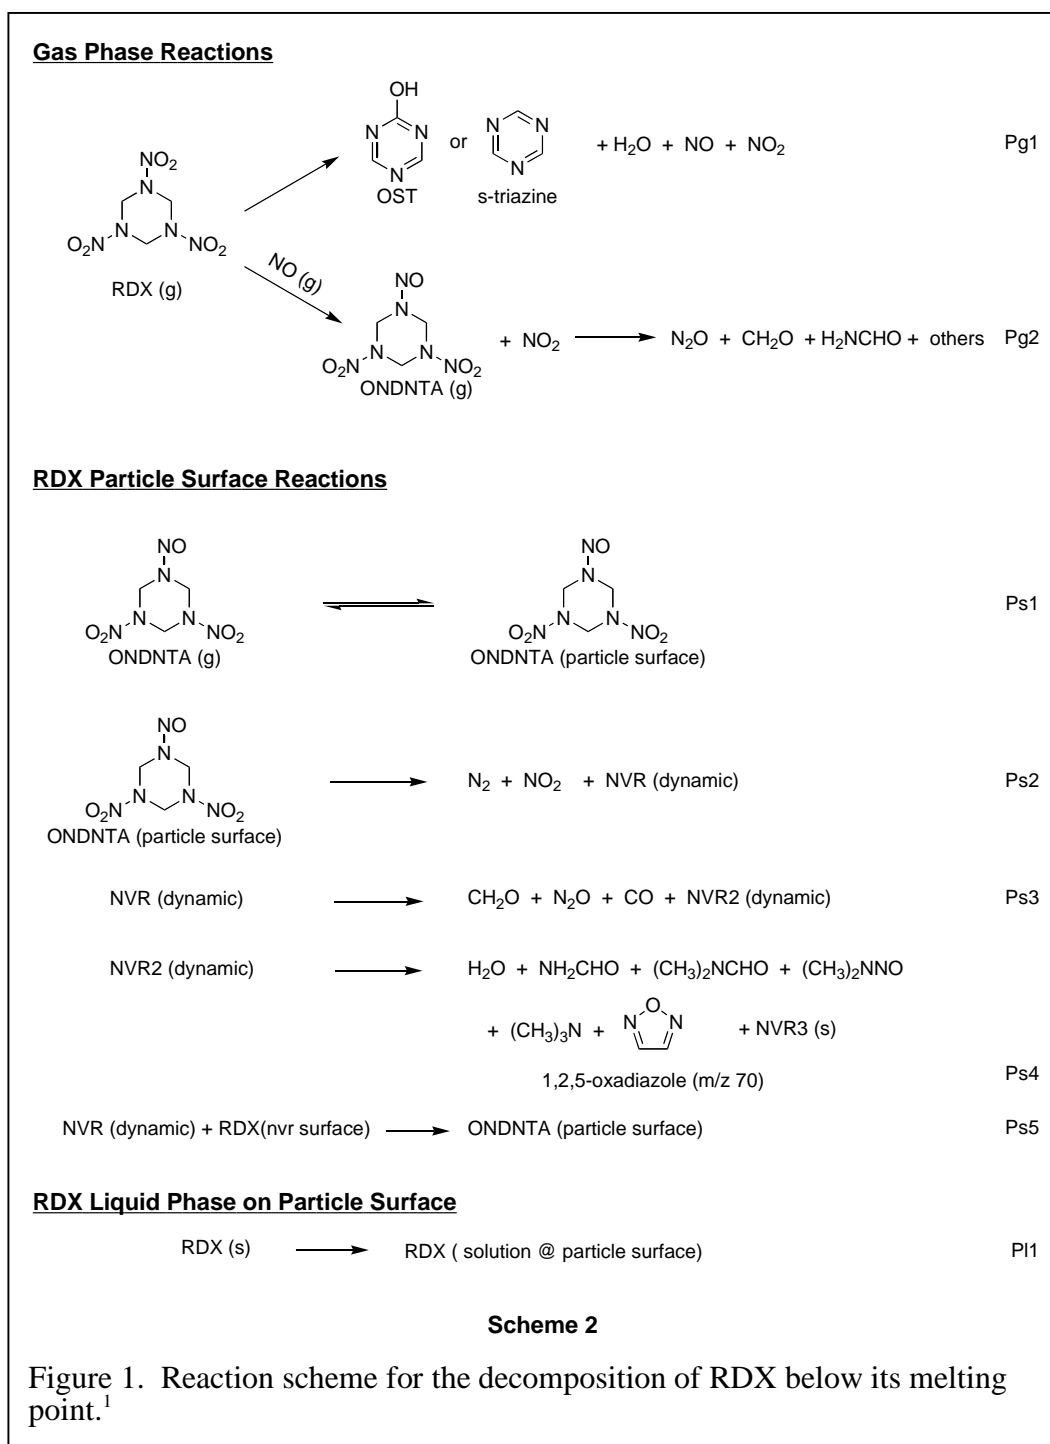 Gas Phase Reactions
OH
N N
N
OST
or
N N
N
s-triazine
+ H2O + NO + NO2
Pg1
NO2
N
N N
O2N NO2
RDX (g)
NO (g)
NO
N
N N
O2N NO2
ONDNTA (g)
+ NO2
N2O + CH2O + H2NCHO + others
Pg2
RDX Particle Surface Reactions
NO
N
N N
O2N NO2
ONDNTA (g)
NO
N
N N
O2N NO2
ONDNTA (particle surface)
Ps1
NO
N
N N
O2N NO2
ONDNTA (particle surface)
N2 + NO2 + NVR (dynamic)
Ps2
NVR (dynamic)
CH2O + N2O + CO + NVR2 (dynamic)
Ps3
NVR2 (dynamic)
H2O + NH2CHO + (CH3)2NCHO + (CH3)2NNO
+ (CH3)3N +
O
N N
+ NVR3 (s)
1,2,5-oxadiazole (m/z 70)
Ps4
NVR (dynamic) + RDX(nvr surface)
ONDNTA (particle surface)
Ps5
RDX Liquid Phase on Particle Surface
RDX (s)
RDX ( solution @ particle surface)
Pl1
Scheme 2
Figure 1. Reaction scheme for the decomposition of RDX below its melting
point.1